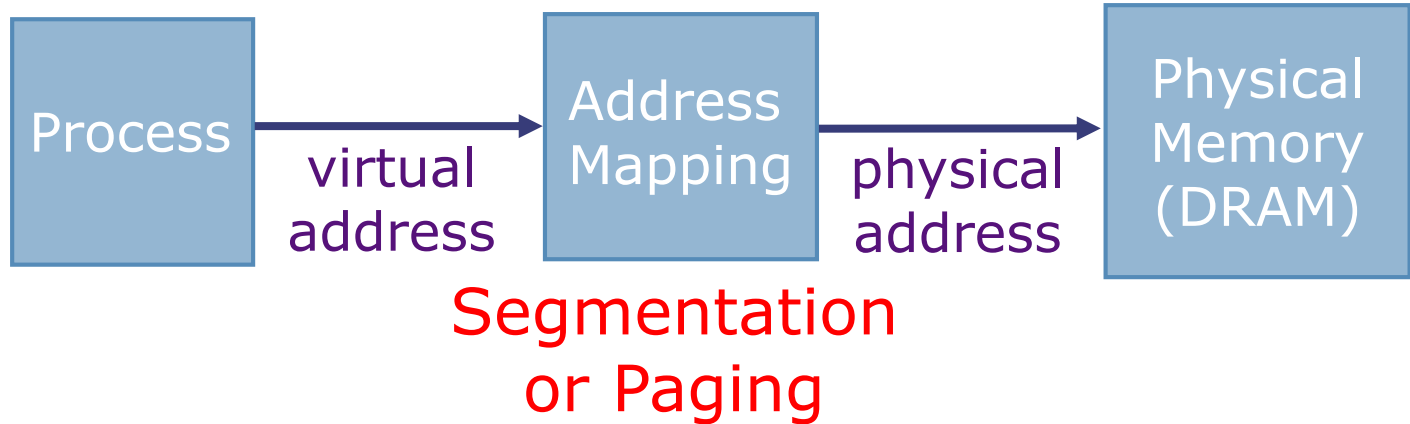 Process
virtual
address
Address
Mapping
physical
address
Physical
Memory
(DRAM)
Segmentation
or Paging